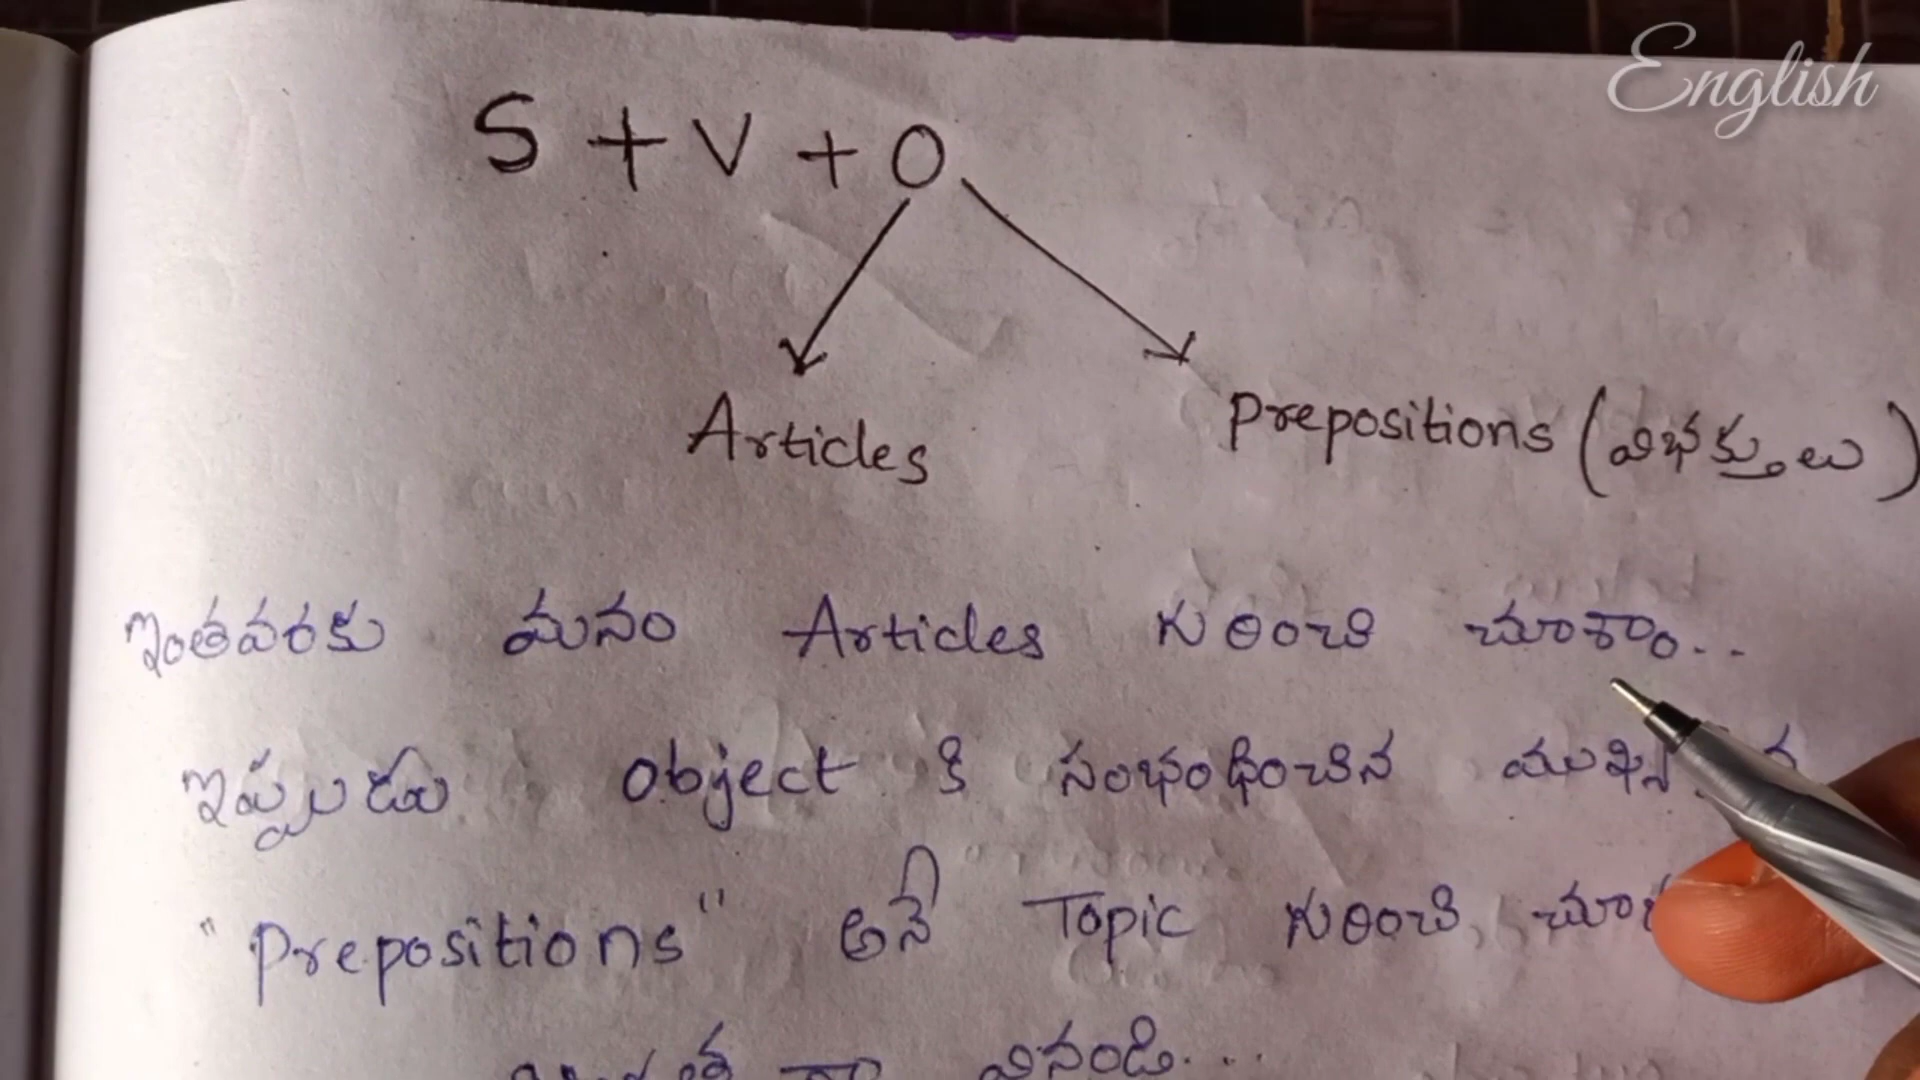 English
S + V + O
Articles
Prepositions (విభక్తులు)
ఇంతవరకు మనం Articles గురించి చూశాం..
ఇప్పుడు object కి సంభంధించిన
"Prepositions" అనే Topic గురించి
వినండి...